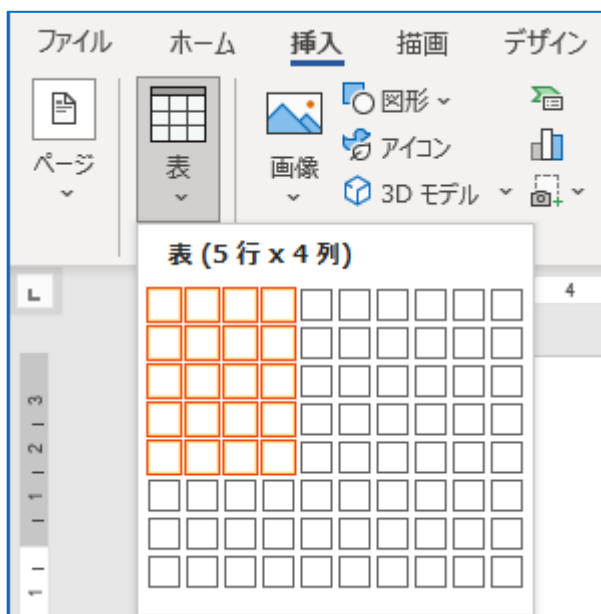 ファイル ホーム 挿入 描画 デザイン
ページ
表
画像
図形
アイコン
3D モデル
表 (5 行 x 4 列)
L
4
3
2
1
1